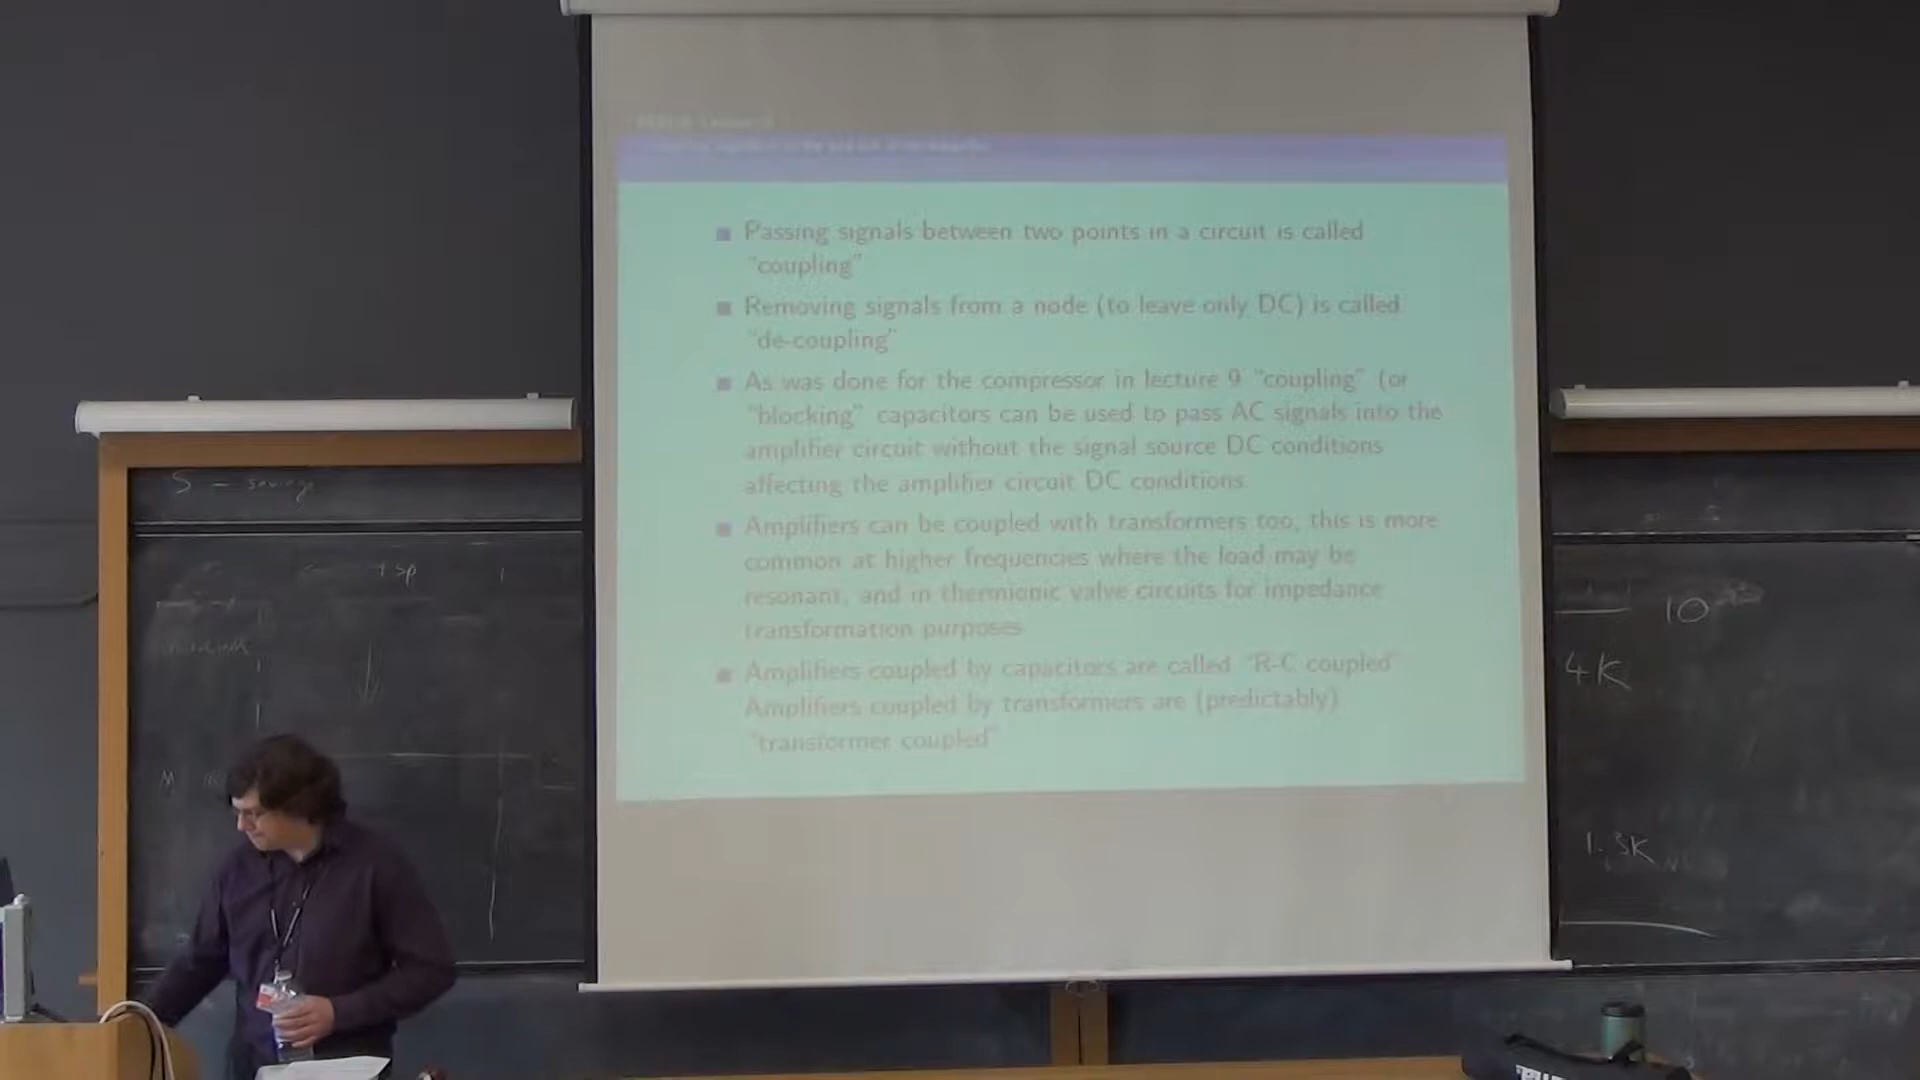 Passing signals between two points in a circuit is called
"coupling"
Removing signals from a node (to leave only DC) is called
"de-coupling"
As was done for the compressor in lecture 9 "coupling" (or
"blocking" capacitors can be used to pass AC signals into the
amplifier circuit without the signal source DC conditions
affecting the amplifier circuit DC conditions
Amplifiers can be coupled with transformers too, this is more
common at higher frequencies where the load may be
resonant, and in thermionic valve circuits for impedance
transformation purposes
Amplifiers coupled by capacitors are called "R-C coupled"
Amplifiers coupled by transformers are (predictably)
"transformer coupled"
S - savings
10
4K
1.3K